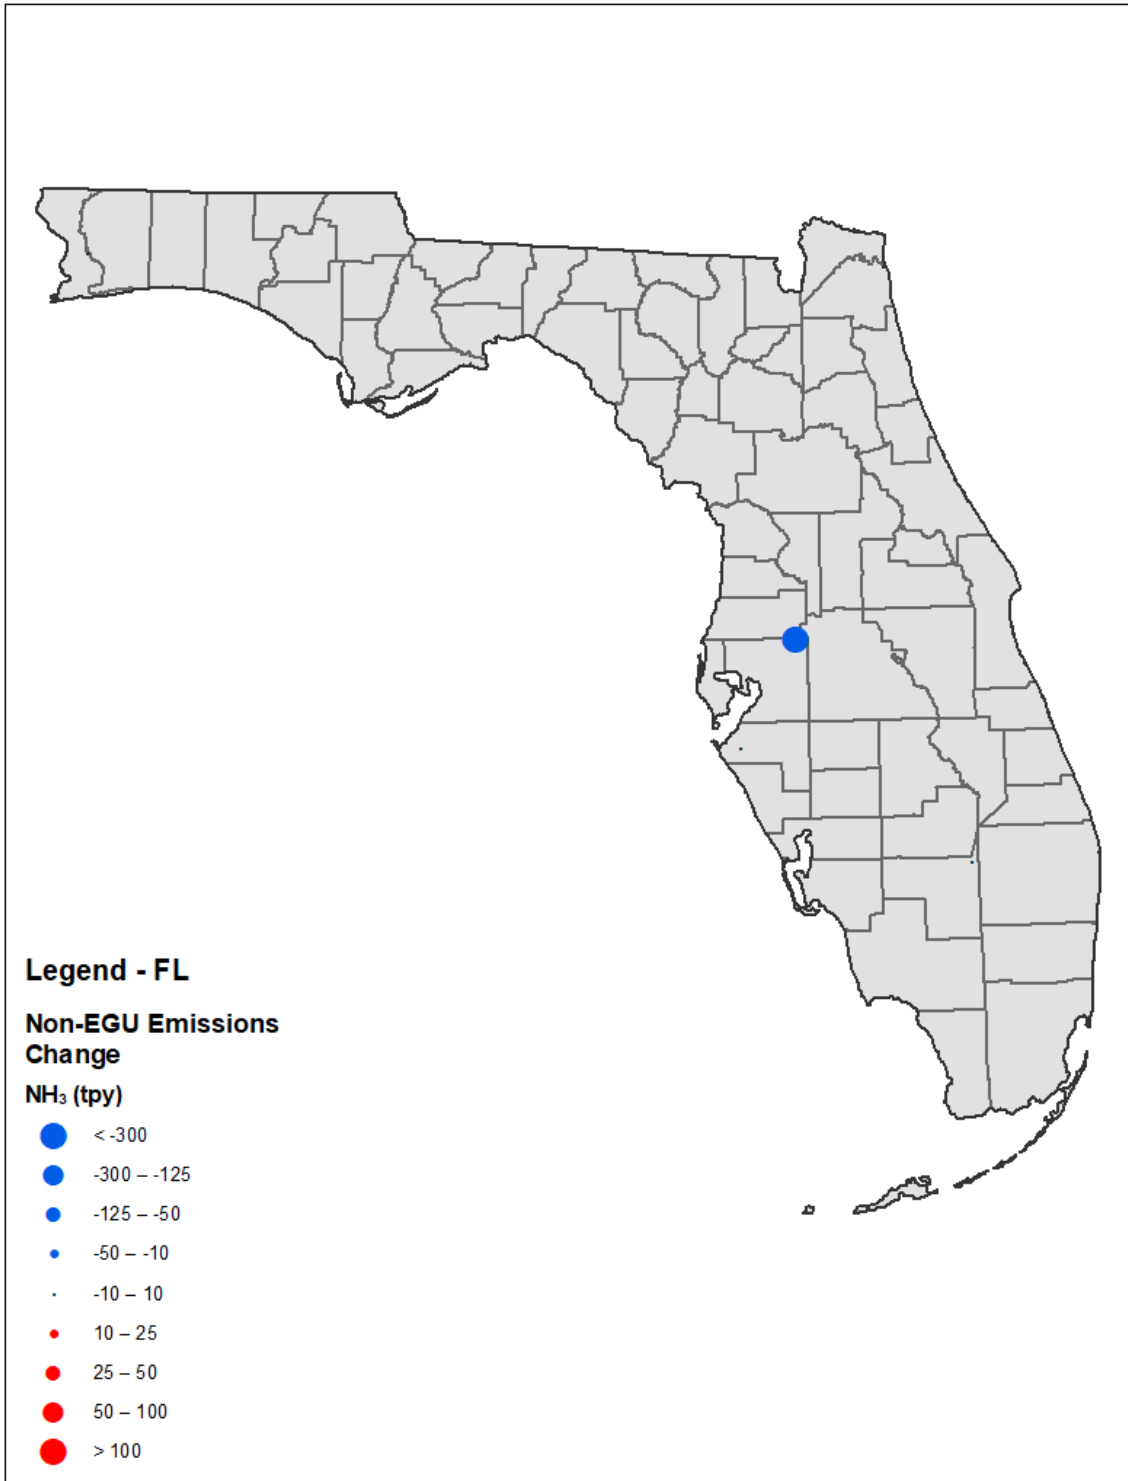 Legend - FL
Non-EGU Emissions
Change
NH₃ (tpy)
< -300
-300 – -125
-125 – -50
-50 – -10
-10 – 10
10 – 25
25 – 50
50 – 100
> 100